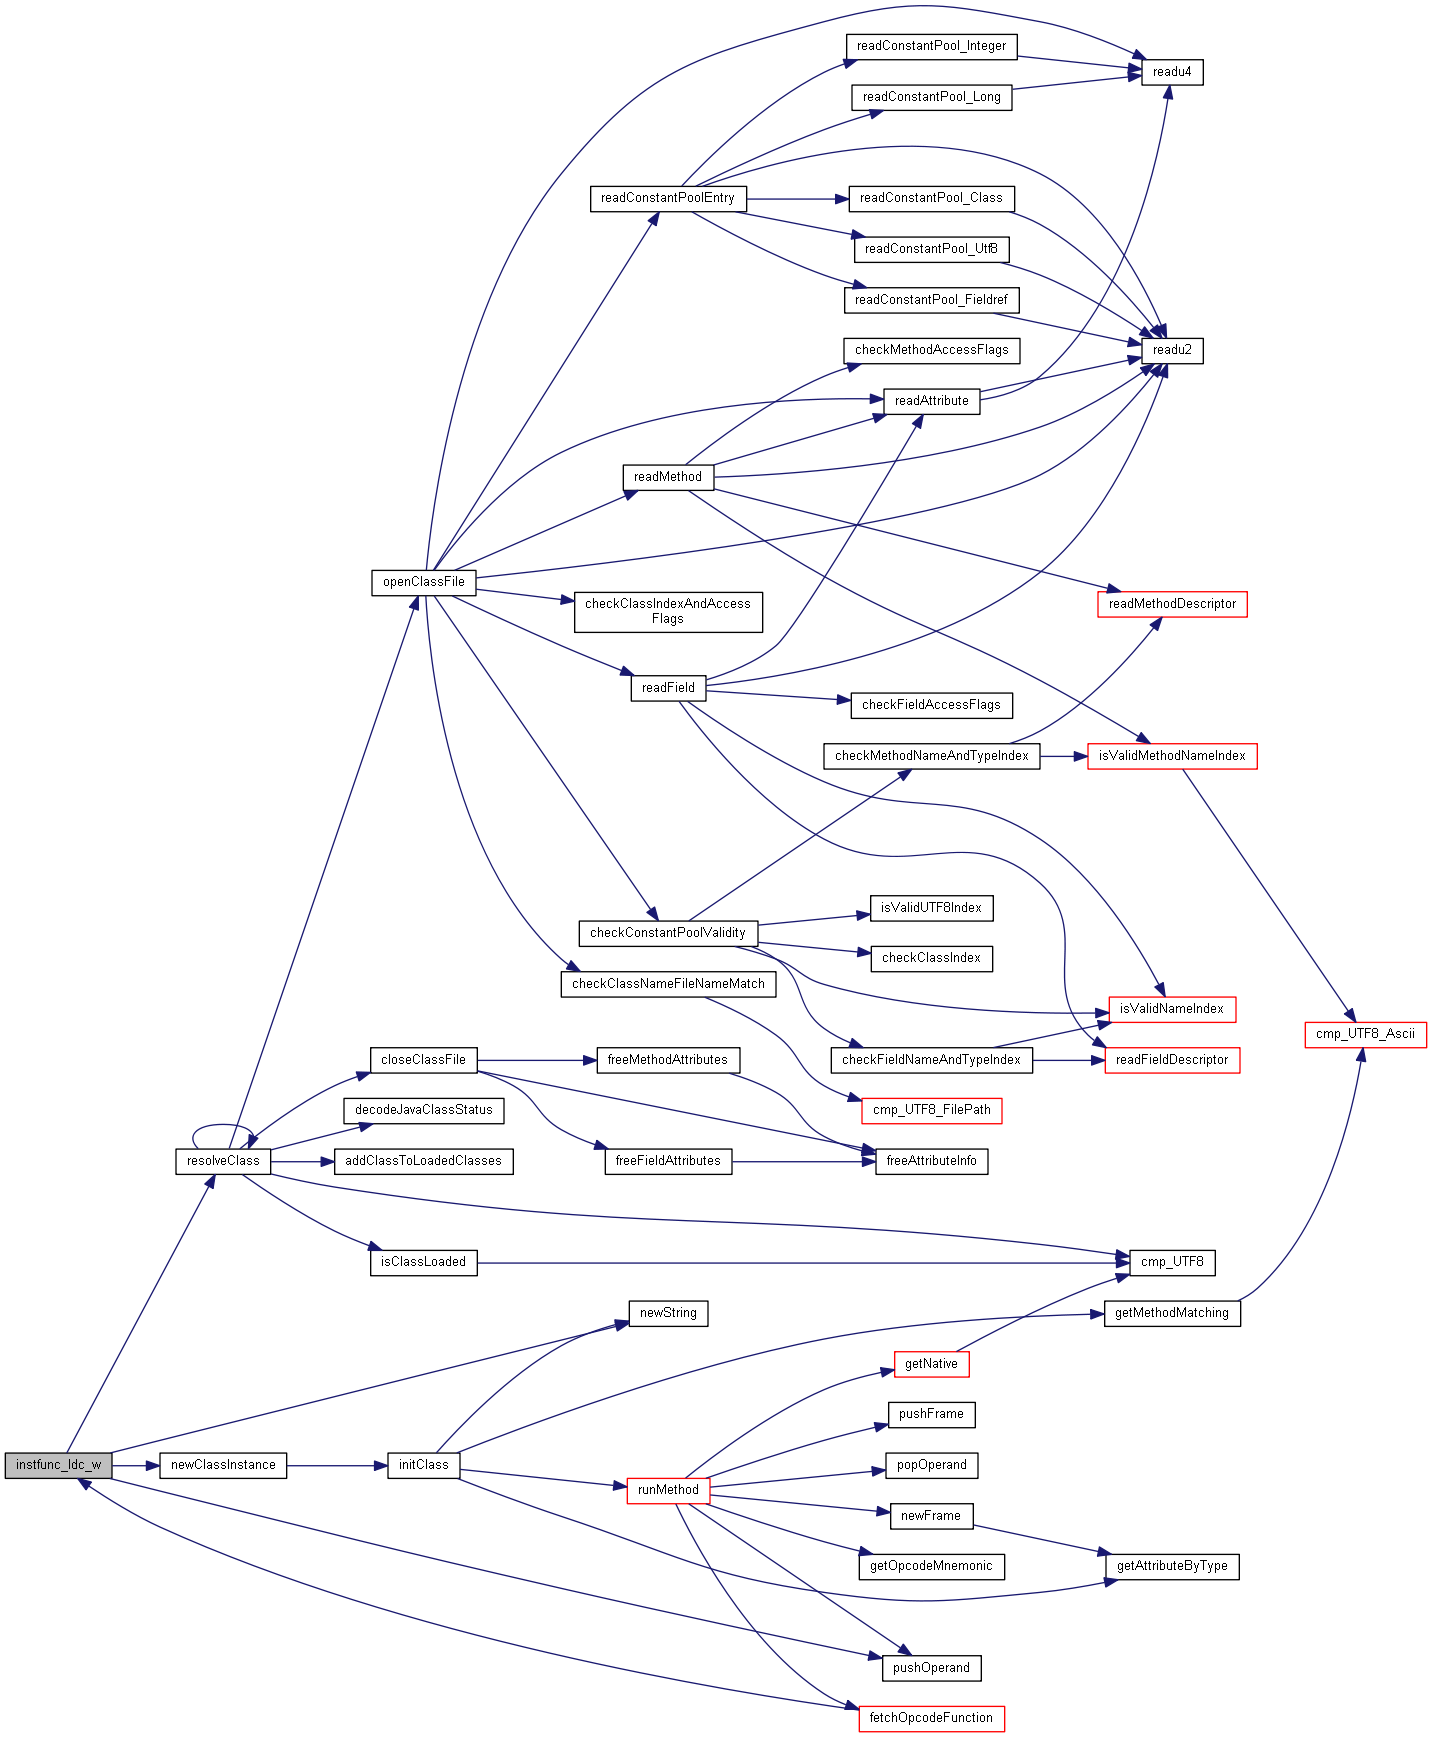 readConstantPool_Integer
readu4
readConstantPool_Long
readConstantPoolEntry
readConstantPool_Class
readConstantPool_Utf8
readConstantPool_Fieldref
checkMethodAccessFlags
readu2
readAttribute
readMethod
openClassFile
checkClassIndexAndAccess
Flags
readMethodDescriptor
readField
checkFieldAccessFlags
checkMethodNameAndTypeIndex
isValidMethodNameIndex
isValidUTF8Index
checkConstantPoolValidity
checkClassIndex
checkClassNameFileNameMatch
isValidNameIndex
cmp_UTF8_Ascii
closeClassFile
freeMethodAttributes
checkFieldNameAndTypeIndex
readFieldDescriptor
decodeJavaClassStatus
cmp_UTF8_FilePath
resolveClass
addClassToLoadedClasses
freeFieldAttributes
freeAttributeInfo
isClassLoaded
cmp_UTF8
newString
getMethodMatching
getNative
pushFrame
instfunc_ldc_w
newClassInstance
initClass
popOperand
runMethod
newFrame
getOpcodeMnemonic
getAttributeByType
pushOperand
fetchOpcodeFunction